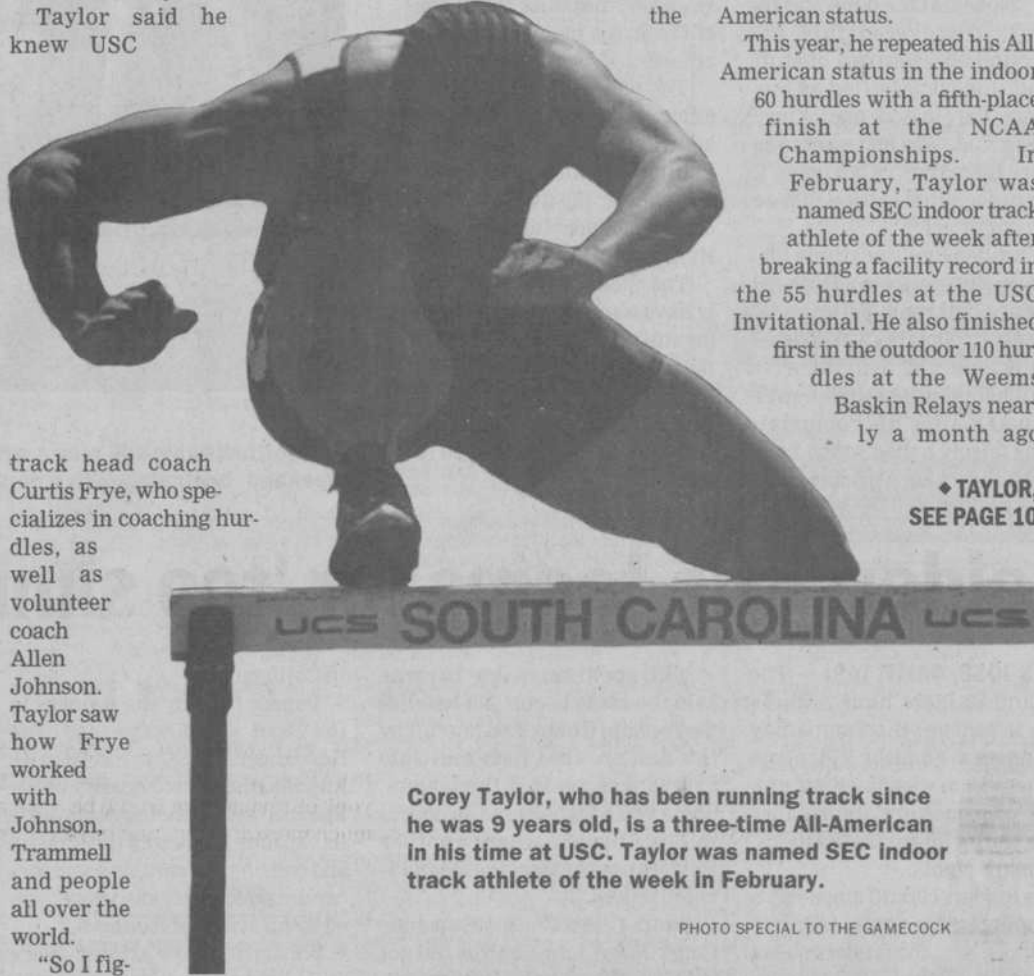 Taylor said he
knew USC
track head coach
Curtis Frye, who spe-
cializes in coaching hur-
dles, as
well as
volunteer
coach
Allen
Johnson.
Taylor saw
how Frye
worked
with
Johnson,
Trammell
and people
all over the
world.
"So I fig-
the American status.
This year, he repeated his All
American status in the indoor
60 hurdles with a fifth-place
finish at the NCAA
Championships. In
February, Taylor was
named SEC indoor track
athlete of the week after
breaking a facility record in
the 55 hurdles at the USC
Invitational. He also finished
first in the outdoor 110 hur
dles at the Weems
Baskin Relays near
ly a month ago
♦ TAYLOR,
SEE PAGE 10
UCS SOUTH CAROLINA UCS
Corey Taylor, who has been running track since
he was 9 years old, is a three-time All-American
in his time at USC. Taylor was named SEC indoor
track athlete of the week in February.
PHOTO SPECIAL TO THE GAMECOCK